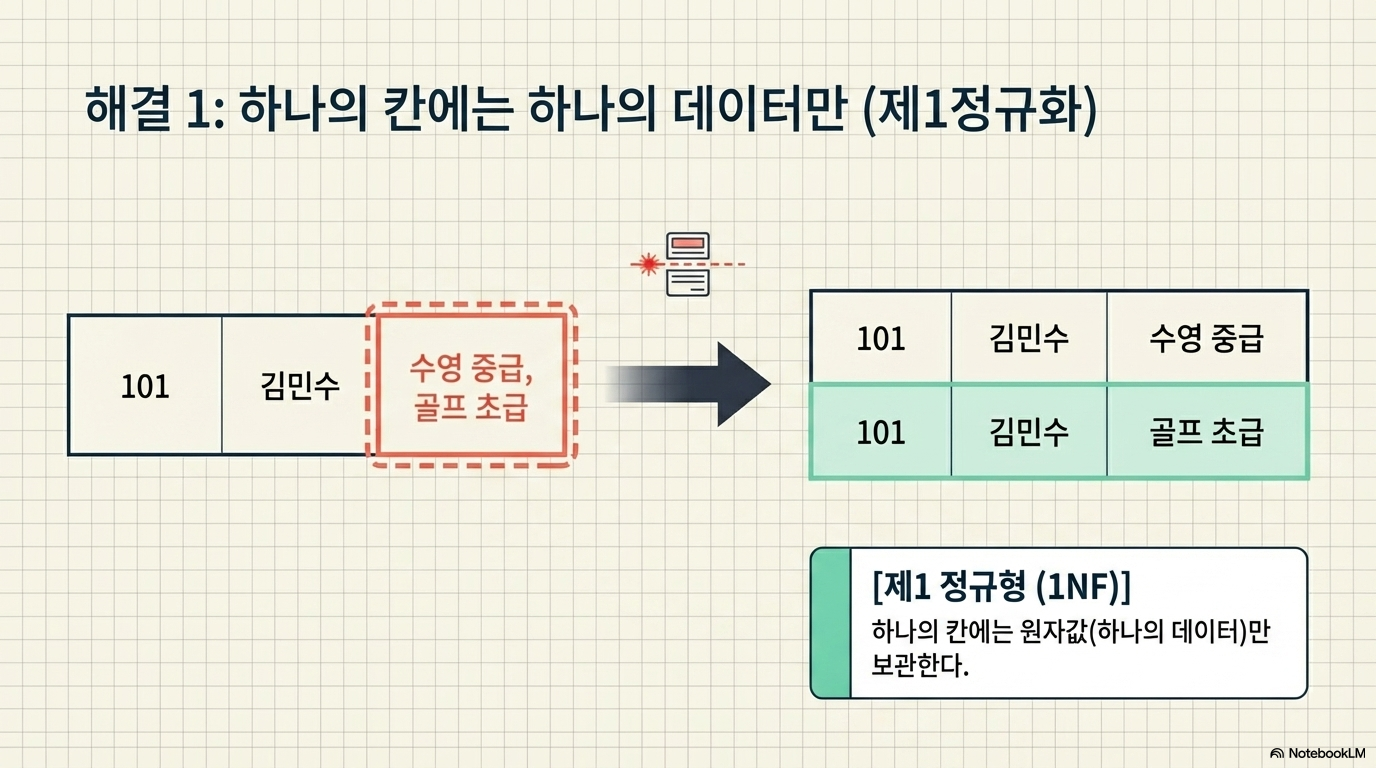 해결 1: 하나의 칸에는 하나의 데이터만 (제1정규화)
101 김민수 수영 중급,
골프 초급
101 김민수 수영 중급
101 김민수 골프 초급
[제1 정규형 (1NF)]
하나의 칸에는 원자값(하나의 데이터)만
보관한다.
NotebookLM